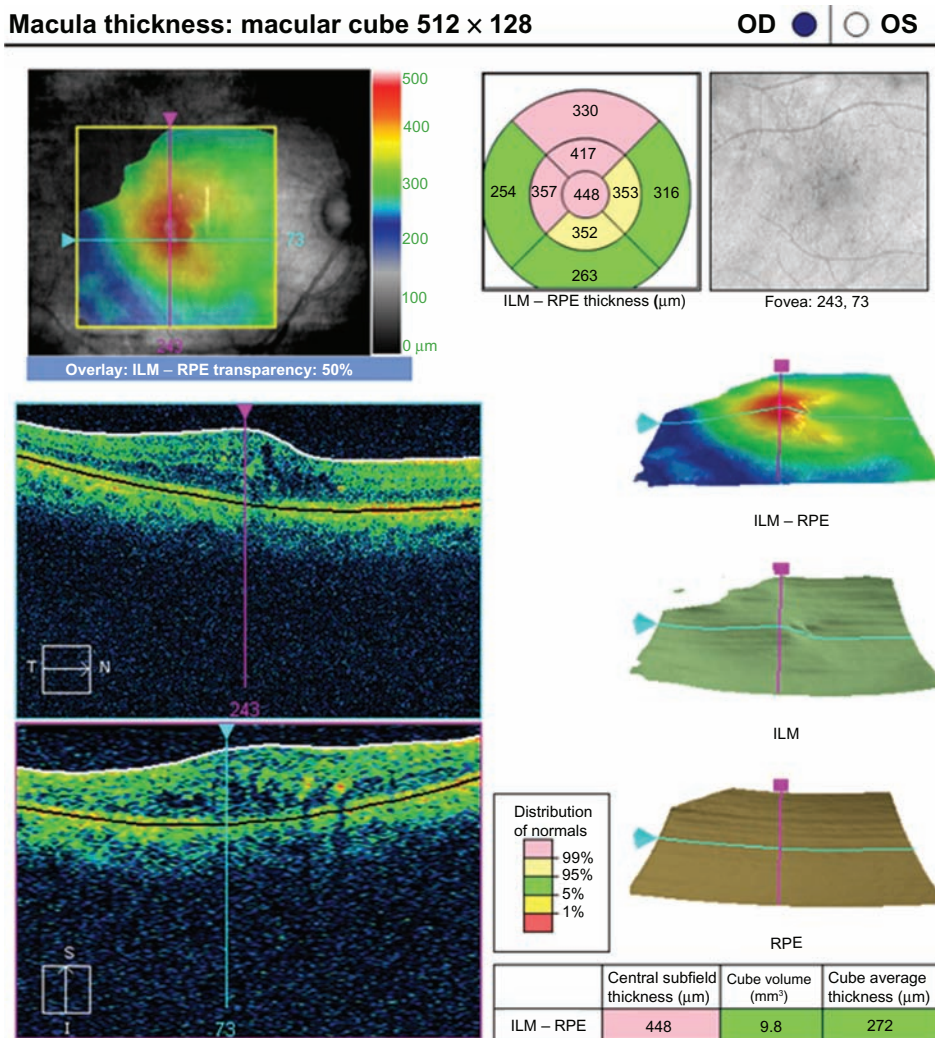 Macula thickness: macular cube 512 × 128
OD OS
500
400
300
200
100
0 μm
73
243
Overlay: ILM – RPE transparency: 50%
330
417
254 357 448 353 316
352
263
ILM – RPE thickness (μm)
Fovea: 243, 73
ILM – RPE
T N
243
ILM
S
I
73
Distribution
of normals
99%
95%
5%
1%
RPE
Central subfield
thickness (μm)
Cube volume
(mm³)
Cube average
thickness (μm)
ILM – RPE 448 9.8 272